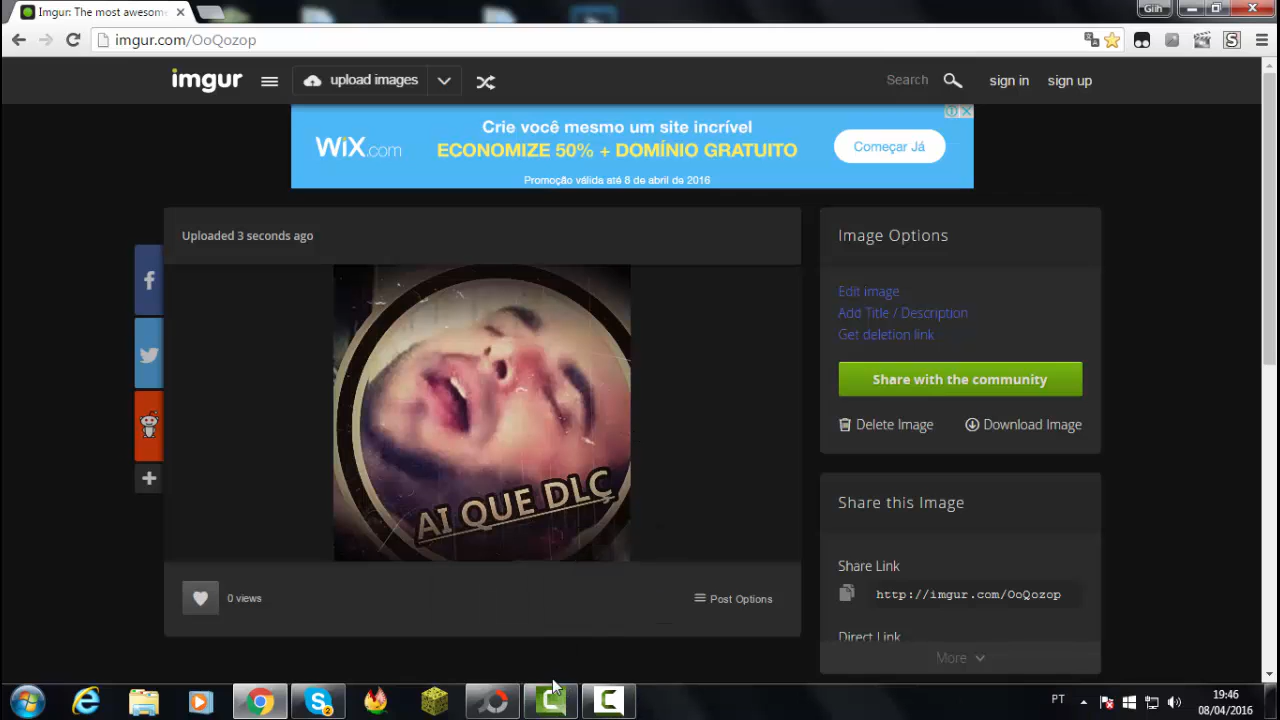 Imgur: The most awesome
Giih
imgur.com/OoQozop
imgur
upload images
Search
sign in
sign up
WiX.com
Crie você mesmo um site incrível
ECONOMIZE 50% + DOMÍNIO GRATUITO
Promoção válida até 8 de abril de 2016
Começar Já
Uploaded 3 seconds ago
AI QUE DLÇ
0 views
Post Options
Image Options
Edit image
Add Title / Description
Get deletion link
Share with the community
Delete Image
Download Image
Share this Image
Share Link
http://imgur.com/OoQozop
Direct Link
More
2
PT
19:46
08/04/2016